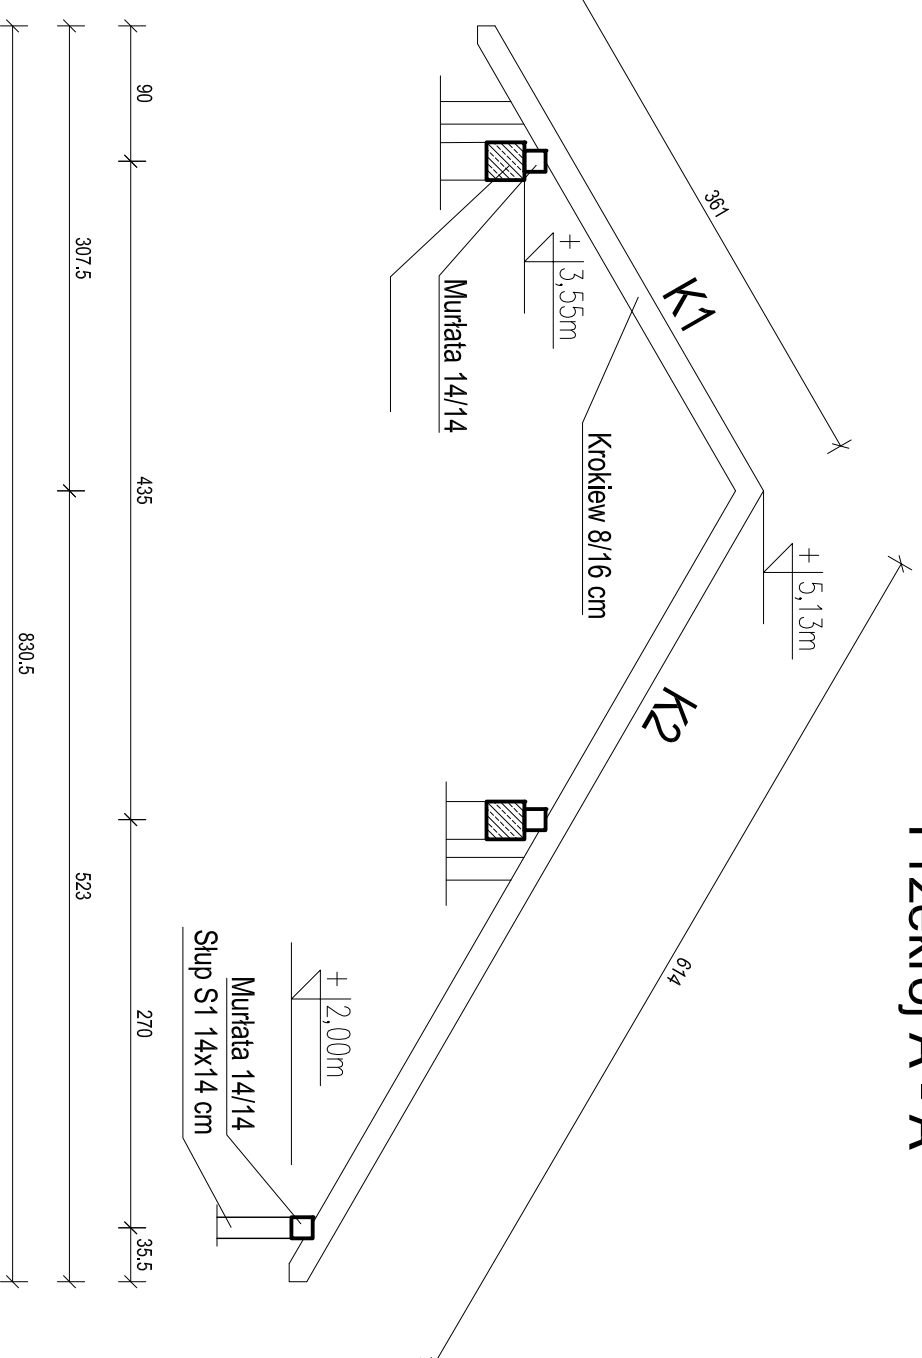 Przekrój A - A
614
361
+ 5,13m
K1
K2
Krokiew 8/16 cm
+ 3,55m
Murłata 14/14
+ 2,00m
Murłata 14/14
Słup S1 14x14 cm
90
435
270
35.5
307.5
523
830.5